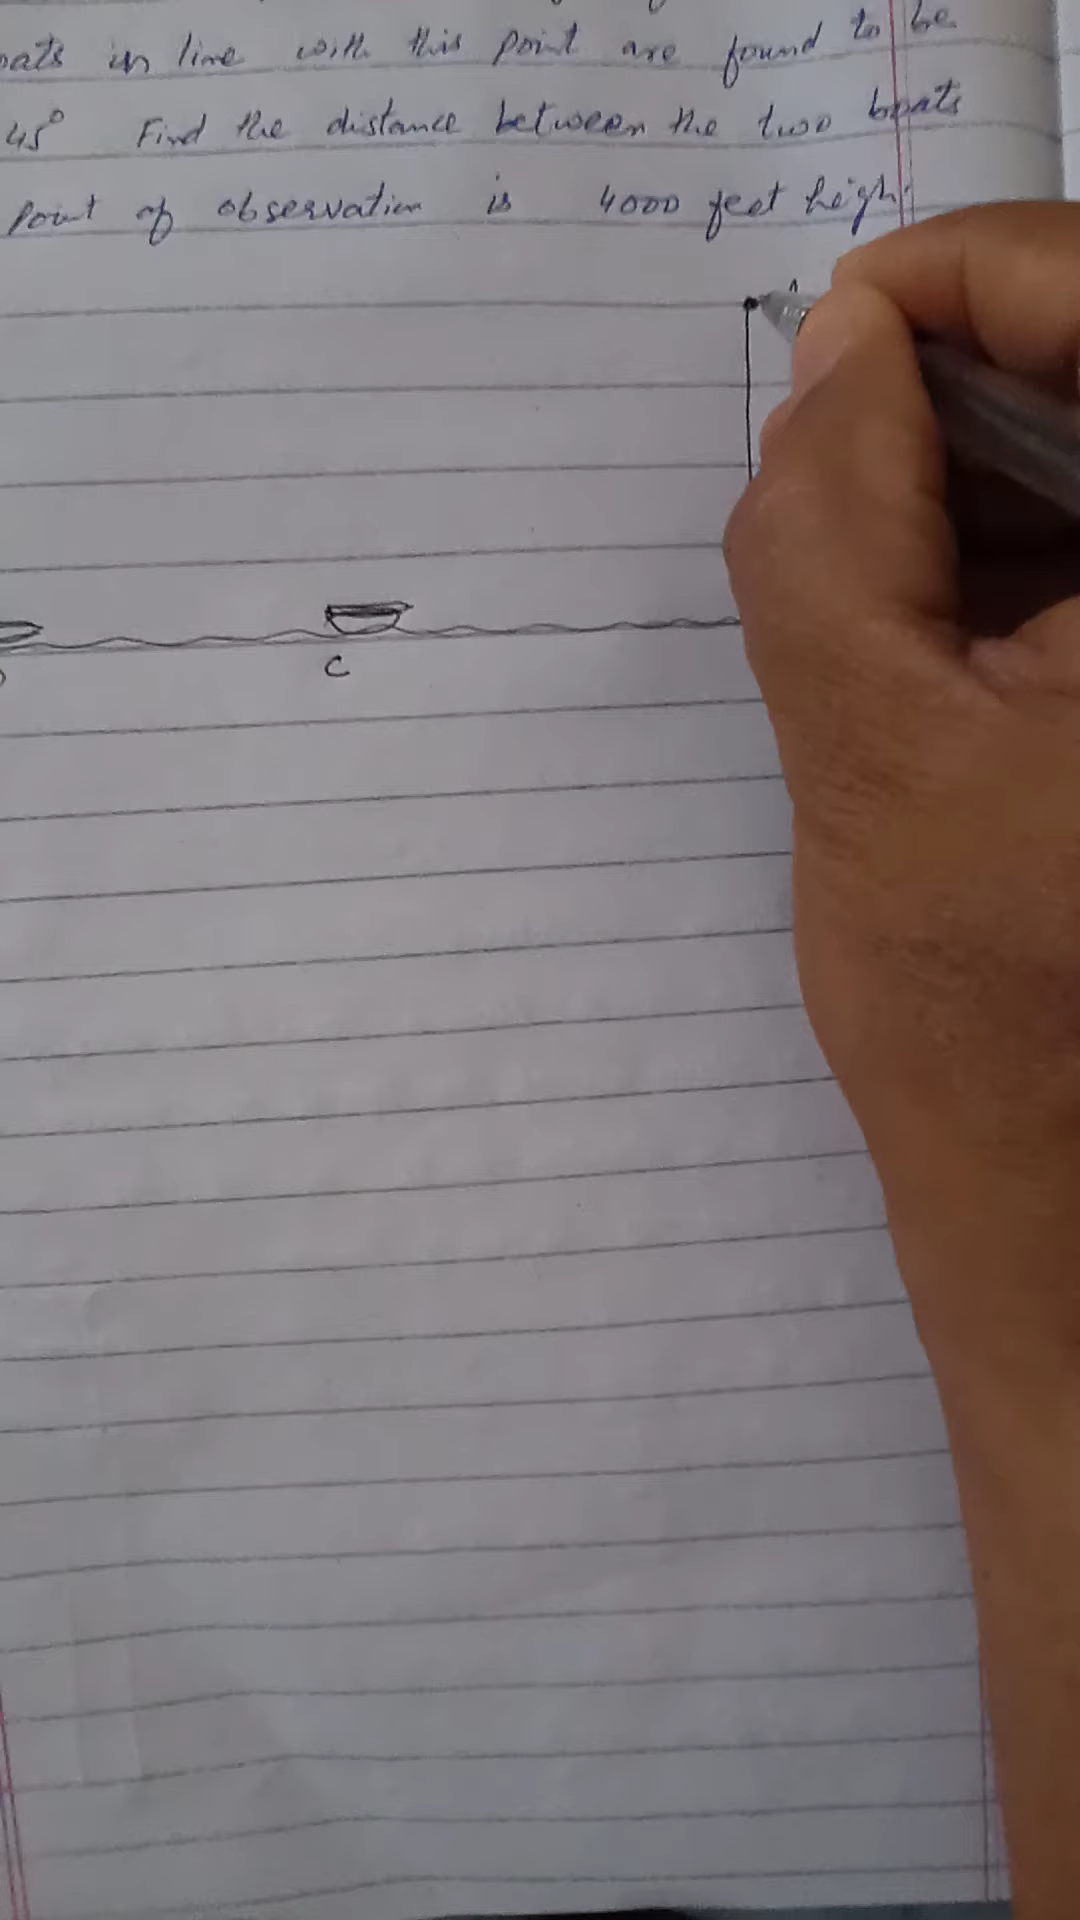 in line with this point are found to be
45° Find the distance between the two boats
point of observation is 4000 feet high.
A
C